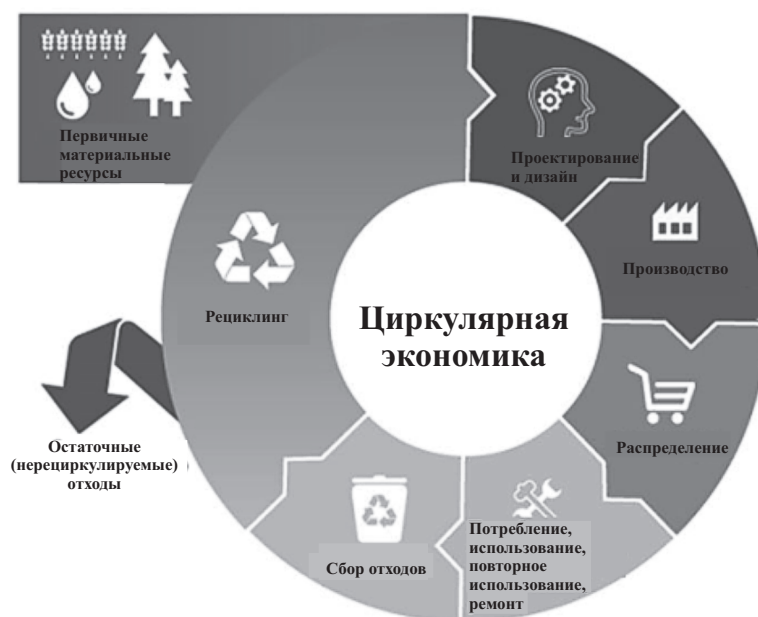 Первичные
материальные
ресурсы
Проектирование
и дизайн
Производство
Рециклинг
Циркулярная
экономика
Распределение
Остаточные
(нерециркулируемые)
отходы
Сбор отходов
Потребление,
использование,
повторное
использование,
ремонт